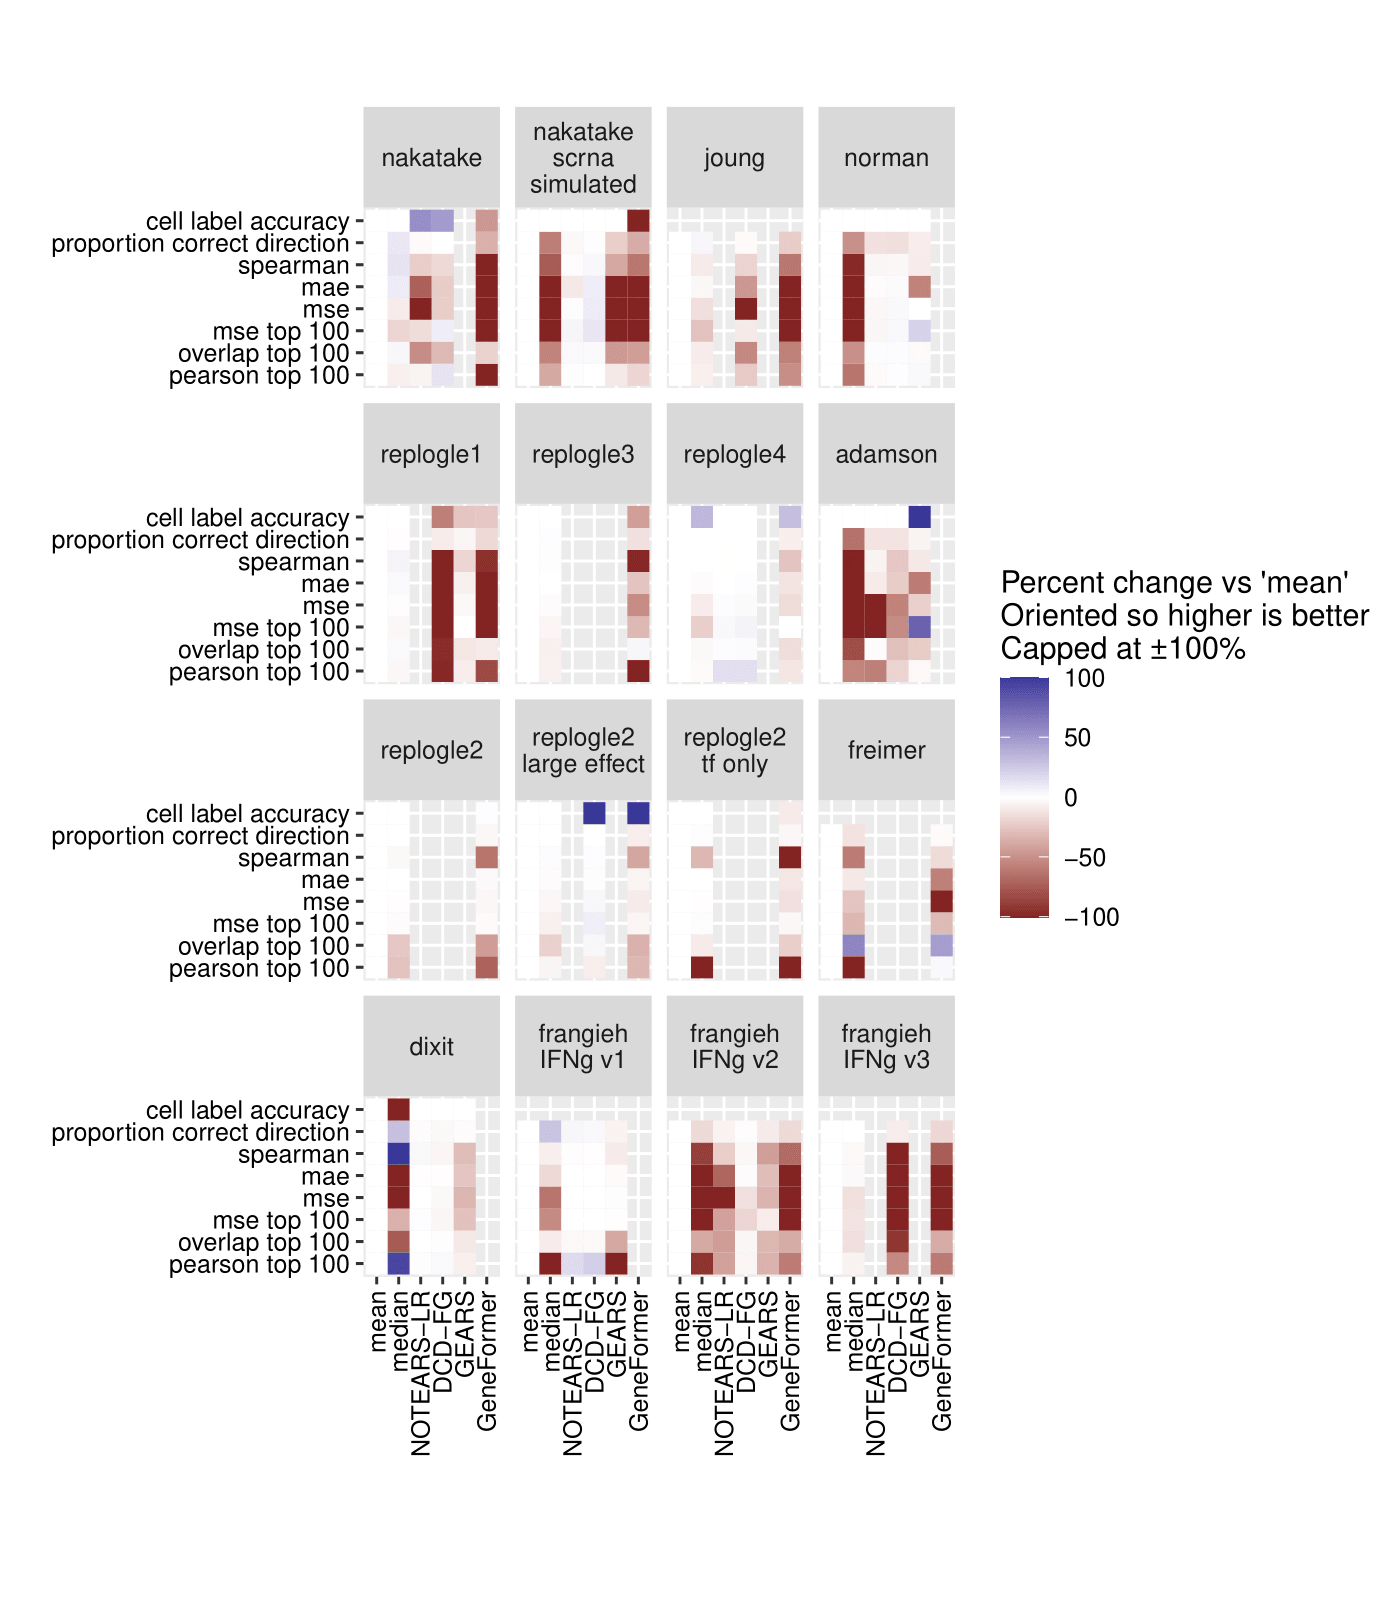 nakatake
nakatake
scrna
simulated
joung
norman
cell label accuracy
proportion correct direction
spearman
mae
mse
mse top 100
overlap top 100
pearson top 100
replogle1
replogle3
replogle4
adamson
cell label accuracy
proportion correct direction
spearman
mae
mse
mse top 100
overlap top 100
pearson top 100
replogle2
replogle2
large effect
replogle2
tf only
freimer
cell label accuracy
proportion correct direction
spearman
mae
mse
mse top 100
overlap top 100
pearson top 100
dixit
frangieh
IFNg v1
frangieh
IFNg v2
frangieh
IFNg v3
cell label accuracy
proportion correct direction
spearman
mae
mse
mse top 100
overlap top 100
pearson top 100
mean
median
NOTEARS−LR
DCD−FG
GEARS
GeneFormer
mean
median
NOTEARS−LR
DCD−FG
GEARS
GeneFormer
mean
median
NOTEARS−LR
DCD−FG
GEARS
GeneFormer
mean
median
NOTEARS−LR
DCD−FG
GEARS
GeneFormer
Percent change vs 'mean'
Oriented so higher is better
Capped at ±100%
100
50
0
−50
−100